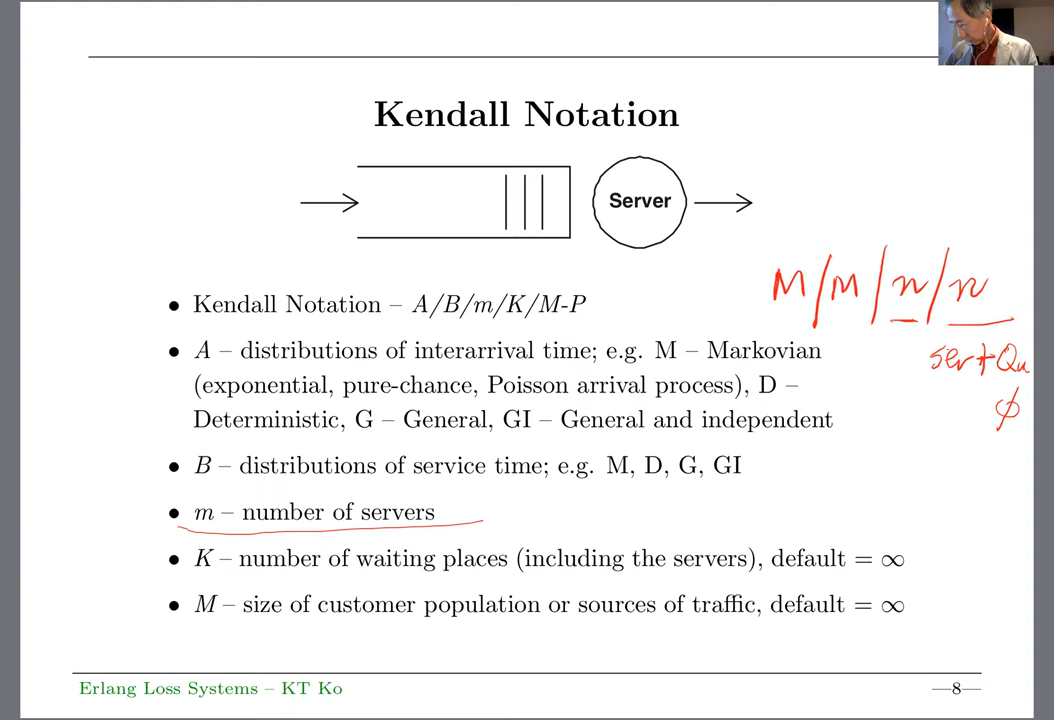 Kendall Notation
Server
M/M/n/n
ser+Qu
φ
• Kendall Notation – A/B/m/K/M-P
• A – distributions of interarrival time; e.g. M – Markovian
(exponential, pure-chance, Poisson arrival process), D –
Deterministic, G – General, GI – General and independent
• B – distributions of service time; e.g. M, D, G, GI
• m – number of servers
• K – number of waiting places (including the servers), default = ∞
• M – size of customer population or sources of traffic, default = ∞
Erlang Loss Systems – KT Ko
—8—